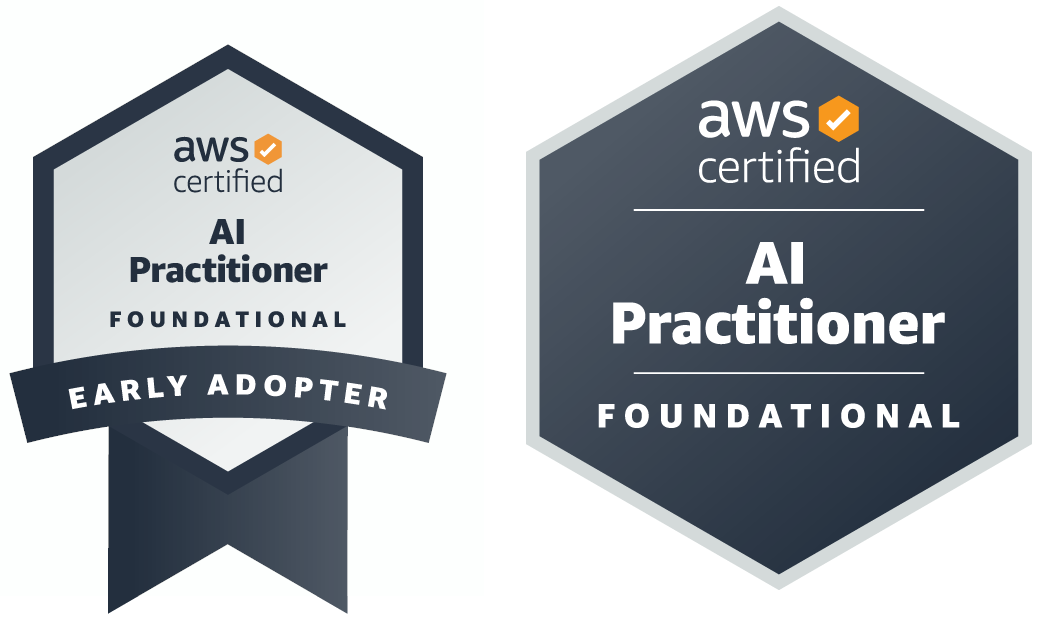 aws
certified
AI
Practitioner
FOUNDATIONAL
EARLY ADOPTER
aws
certified
AI
Practitioner
FOUNDATIONAL